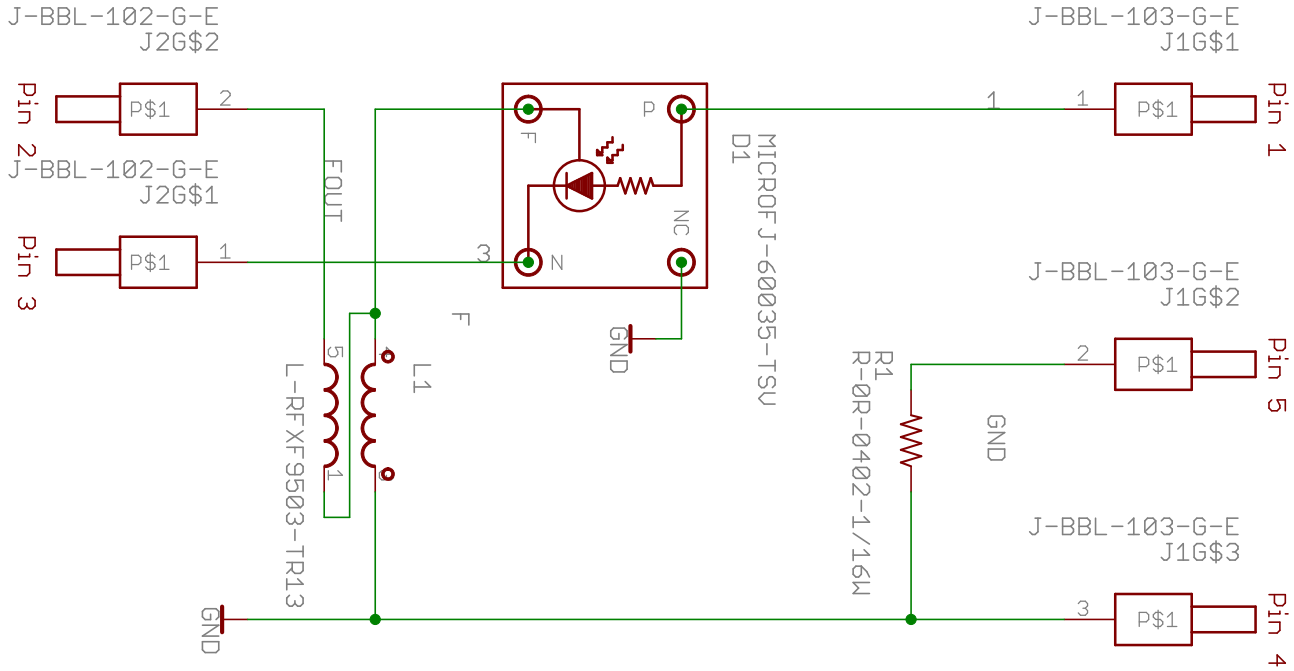 J-BBL-102-G-E
J2G$2
Pin 2
P$1
2
J-BBL-102-G-E
J2G$1
Pin 3
P$1
1
FOUT
3
F
P
N
NC
D1
MICROFJ-60035-TSV
GND
F
L1
5
1
L-RFXF9503-TR13
GND
J-BBL-103-G-E
J1G$1
1
1
P$1
Pin 1
J-BBL-103-G-E
J1G$2
2
P$1
Pin 5
R1
R-0R-0402-1/16W
GND
J-BBL-103-G-E
J1G$3
3
P$1
Pin 4